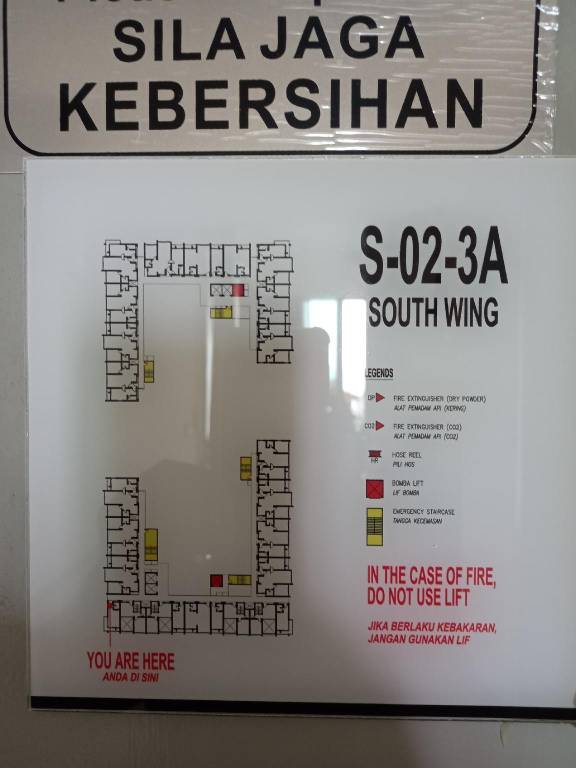 SILA JAGA
KEBERSIHAN
S-02-3A
SOUTH WING
LEGENDS
DP
FIRE EXTINGUISHER (DRY POWDER)
ALAT PEMADAM API (KERING)
CO2
FIRE EXTINGUISHER (CO2)
ALAT PEMADAM API (CO2)
HR
HOSE REEL
PILI HOS
BOMBA LIFT
LIF BOMBA
EMERGENCY STAIRCASE
TANGGA KECEMASAN
IN THE CASE OF FIRE,
DO NOT USE LIFT
JIKA BERLAKU KEBAKARAN,
JANGAN GUNAKAN LIF
YOU ARE HERE
ANDA DI SINI